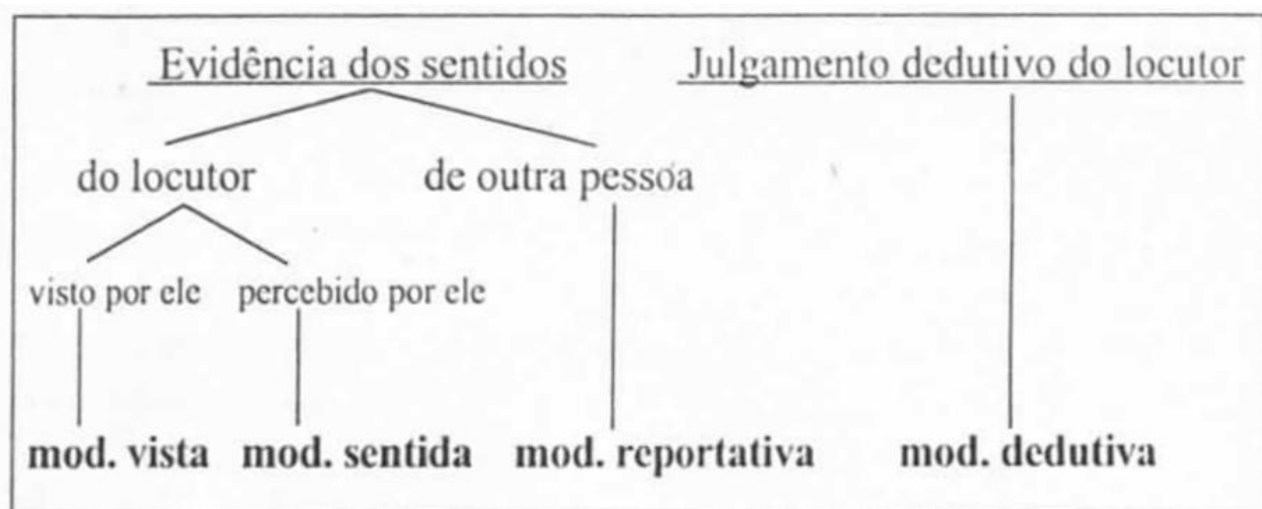 Evidência dos sentidos Julgamento dedutivo do locutor
do locutor de outra pessoa
visto por ele percebido por ele
mod. vista mod. sentida mod. reportativa mod. dedutiva